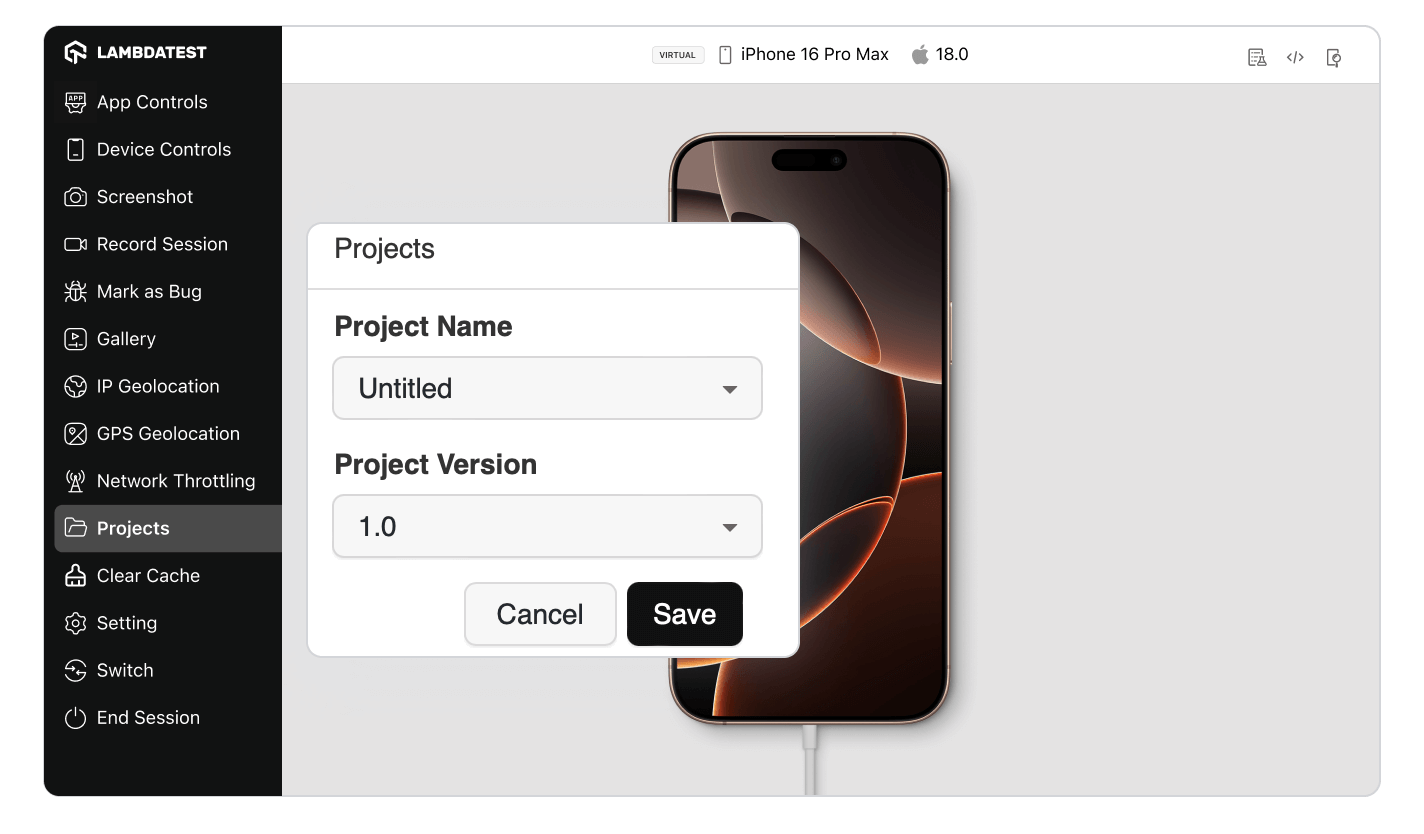 LAMBDATEST
App Controls
Device Controls
Screenshot
Record Session
Mark as Bug
Gallery
IP Geolocation
GPS Geolocation
Network Throttling
Projects
Clear Cache
Setting
Switch
End Session
VIRTUAL iPhone 16 Pro Max 18.0
Projects
Project Name
Untitled
Project Version
1.0
Cancel Save
APP